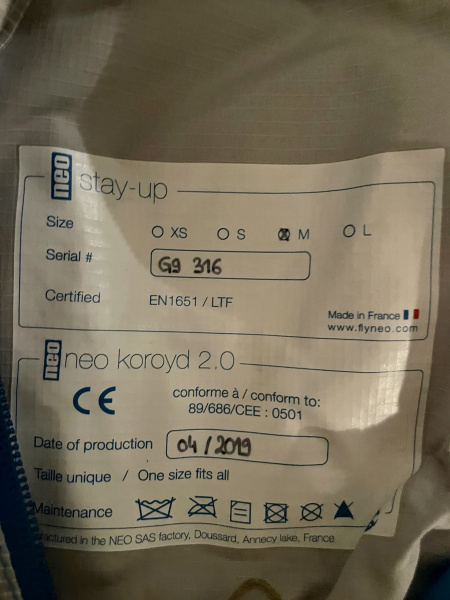 neo stay-up
Size XS S M L
Serial # G9 316
Certified EN1651 / LTF
Made in France
www.flyneo.com
neo neo koroyd 2.0
CE conforme à / conform to:
89/686/CEE : 0501
Date of production 04/2019
Taille unique / One size fits all
Maintenance
factured in the NEO SAS factory, Doussard, Annecy lake, France